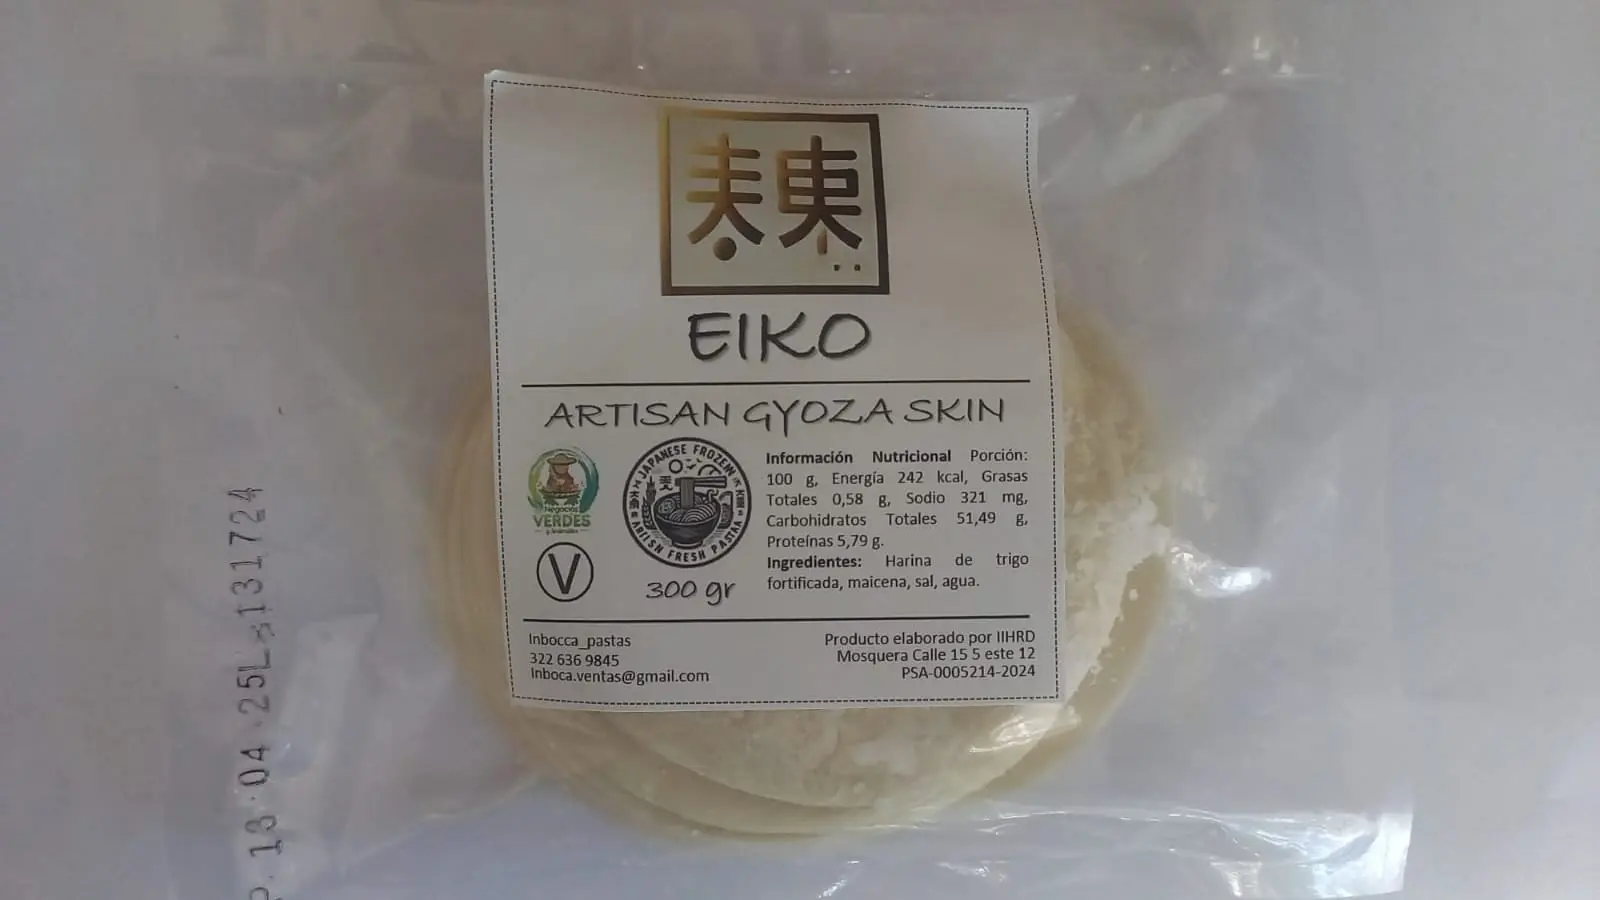 EIKO
ARTISAN GYOZA SKIN
Negocios
VERDES
JAPANESE FROZEN
FRESH PASTAA
300 gr
V
Información Nutricional Porción:
100 g, Energía 242 kcal, Grasas
Totales 0,58 g, Sodio 321 mg,
Carbohidratos Totales 51,49 g,
Proteínas 5,79 g.
Ingredientes: Harina de trigo
fortificada, maicena, sal, agua.
Inbocca_pastas
322 636 9845
Inboca.ventas@gmail.com
Producto elaborado por IIHRD
Mosquera Calle 15 5 este 12
PSA-0005214-2024
13·04·25L 131724